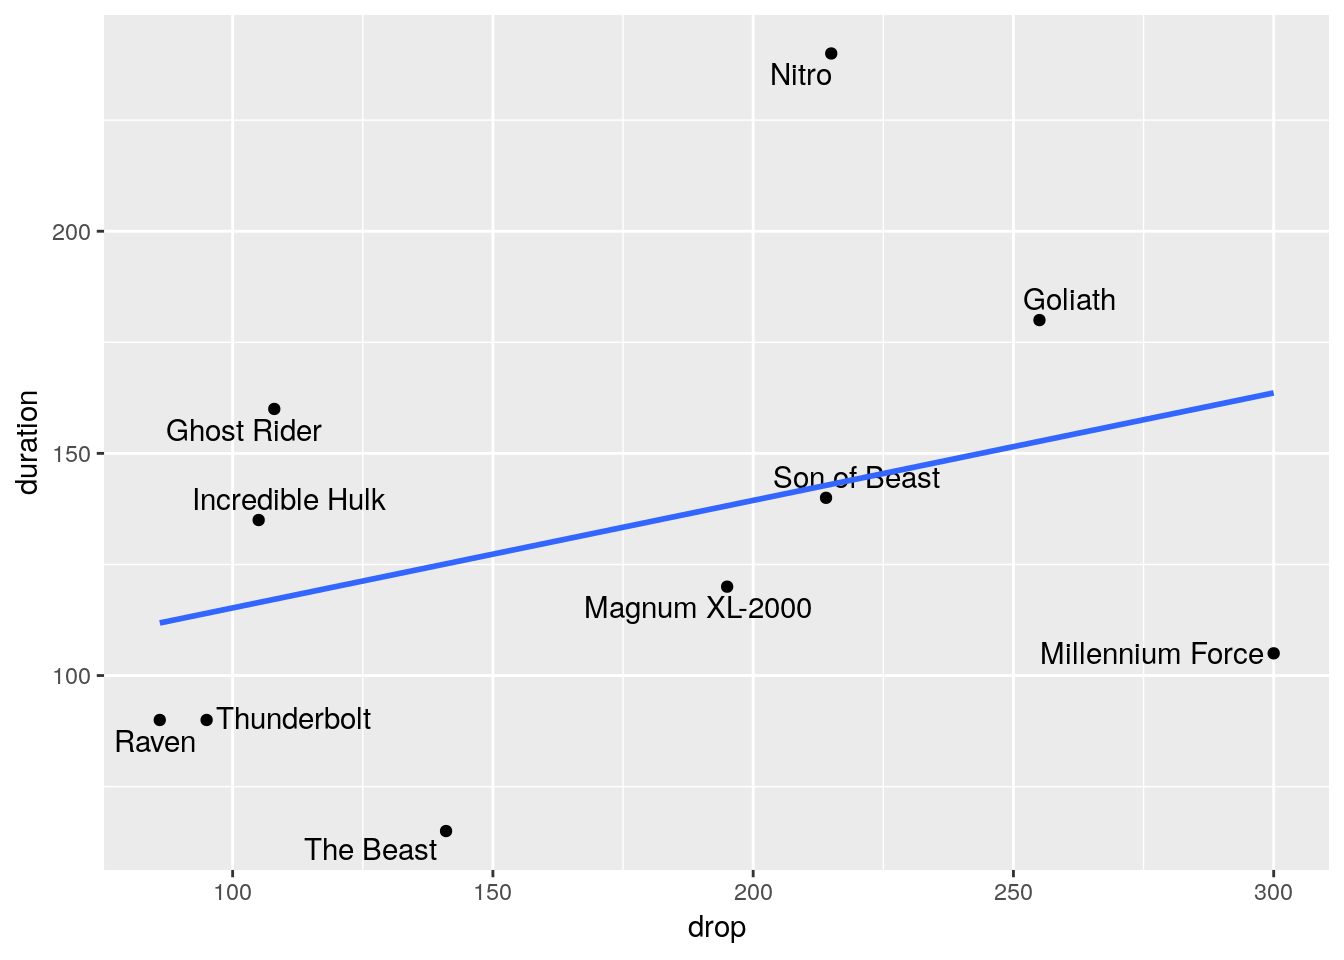 Nitro
200
Goliath
Ghost Rider
150
Son of Beast
Incredible Hulk
Magnum XL-2000
Millennium Force
100
Thunderbolt
Raven
The Beast
duration
100 150 200 250 300
drop